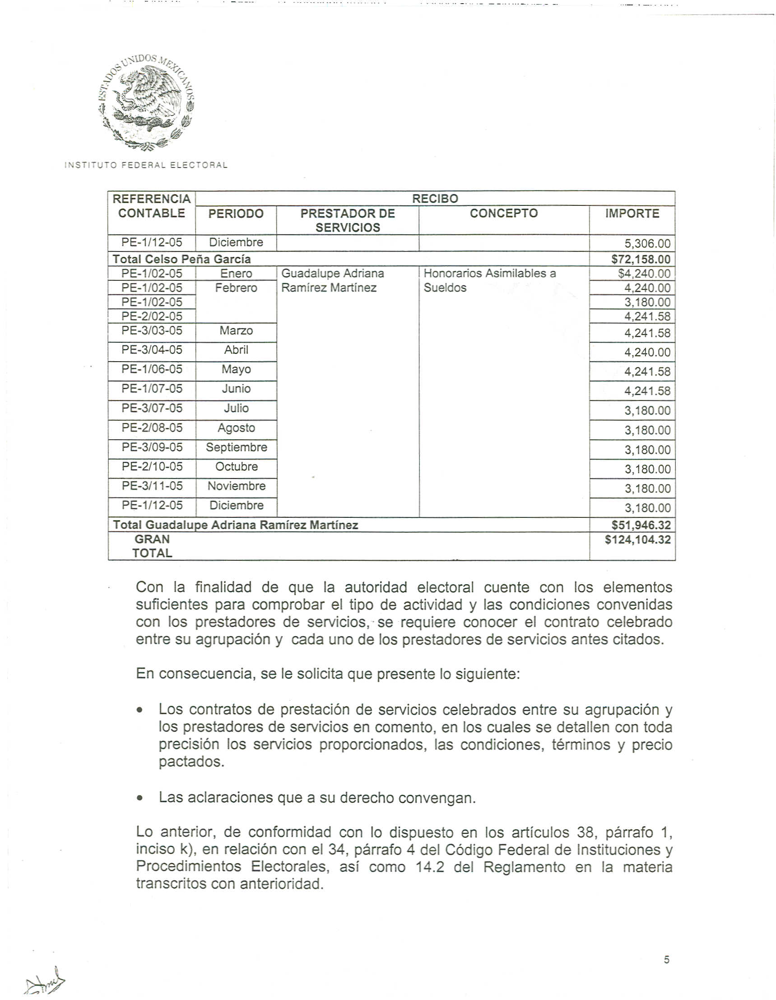 ESTADOS UNIDOS MEXICANOS
INSTITUTO FEDERAL ELECTORAL
REFERENCIA CONTABLE RECIBO
PERIODO PRESTADOR DE SERVICIOS CONCEPTO IMPORTE
PE-1/12-05 Diciembre 5,306.00
Total Celso Peña García $72,158.00
PE-1/02-05 Enero Guadalupe Adriana Honorarios Asimilables a $4,240.00
PE-1/02-05 Febrero Ramírez Martínez Sueldos 4,240.00
PE-1/02-05 3,180.00
PE-2/02-05 4,241.58
PE-3/03-05 Marzo 4,241.58
PE-3/04-05 Abril 4,240.00
PE-1/06-05 Mayo 4,241.58
PE-1/07-05 Junio 4,241.58
PE-3/07-05 Julio 3,180.00
PE-2/08-05 Agosto 3,180.00
PE-3/09-05 Septiembre 3,180.00
PE-2/10-05 Octubre 3,180.00
PE-3/11-05 Noviembre 3,180.00
PE-1/12-05 Diciembre 3,180.00
Total Guadalupe Adriana Ramírez Martínez $51,946.32
GRAN $124,104.32
TOTAL
Con la finalidad de que la autoridad electoral cuente con los elementos
suficientes para comprobar el tipo de actividad y las condiciones convenidas
con los prestadores de servicios, se requiere conocer el contrato celebrado
entre su agrupación y cada uno de los prestadores de servicios antes citados.
En consecuencia, se le solicita que presente lo siguiente:
• Los contratos de prestación de servicios celebrados entre su agrupación y
los prestadores de servicios en comento, en los cuales se detallen con toda
precisión los servicios proporcionados, las condiciones, términos y precio
pactados.
• Las aclaraciones que a su derecho convengan.
Lo anterior, de conformidad con lo dispuesto en los artículos 38, párrafo 1,
inciso k), en relación con el 34, párrafo 4 del Código Federal de Instituciones y
Procedimientos Electorales, así como 14.2 del Reglamento en la materia
transcritos con anterioridad.
5